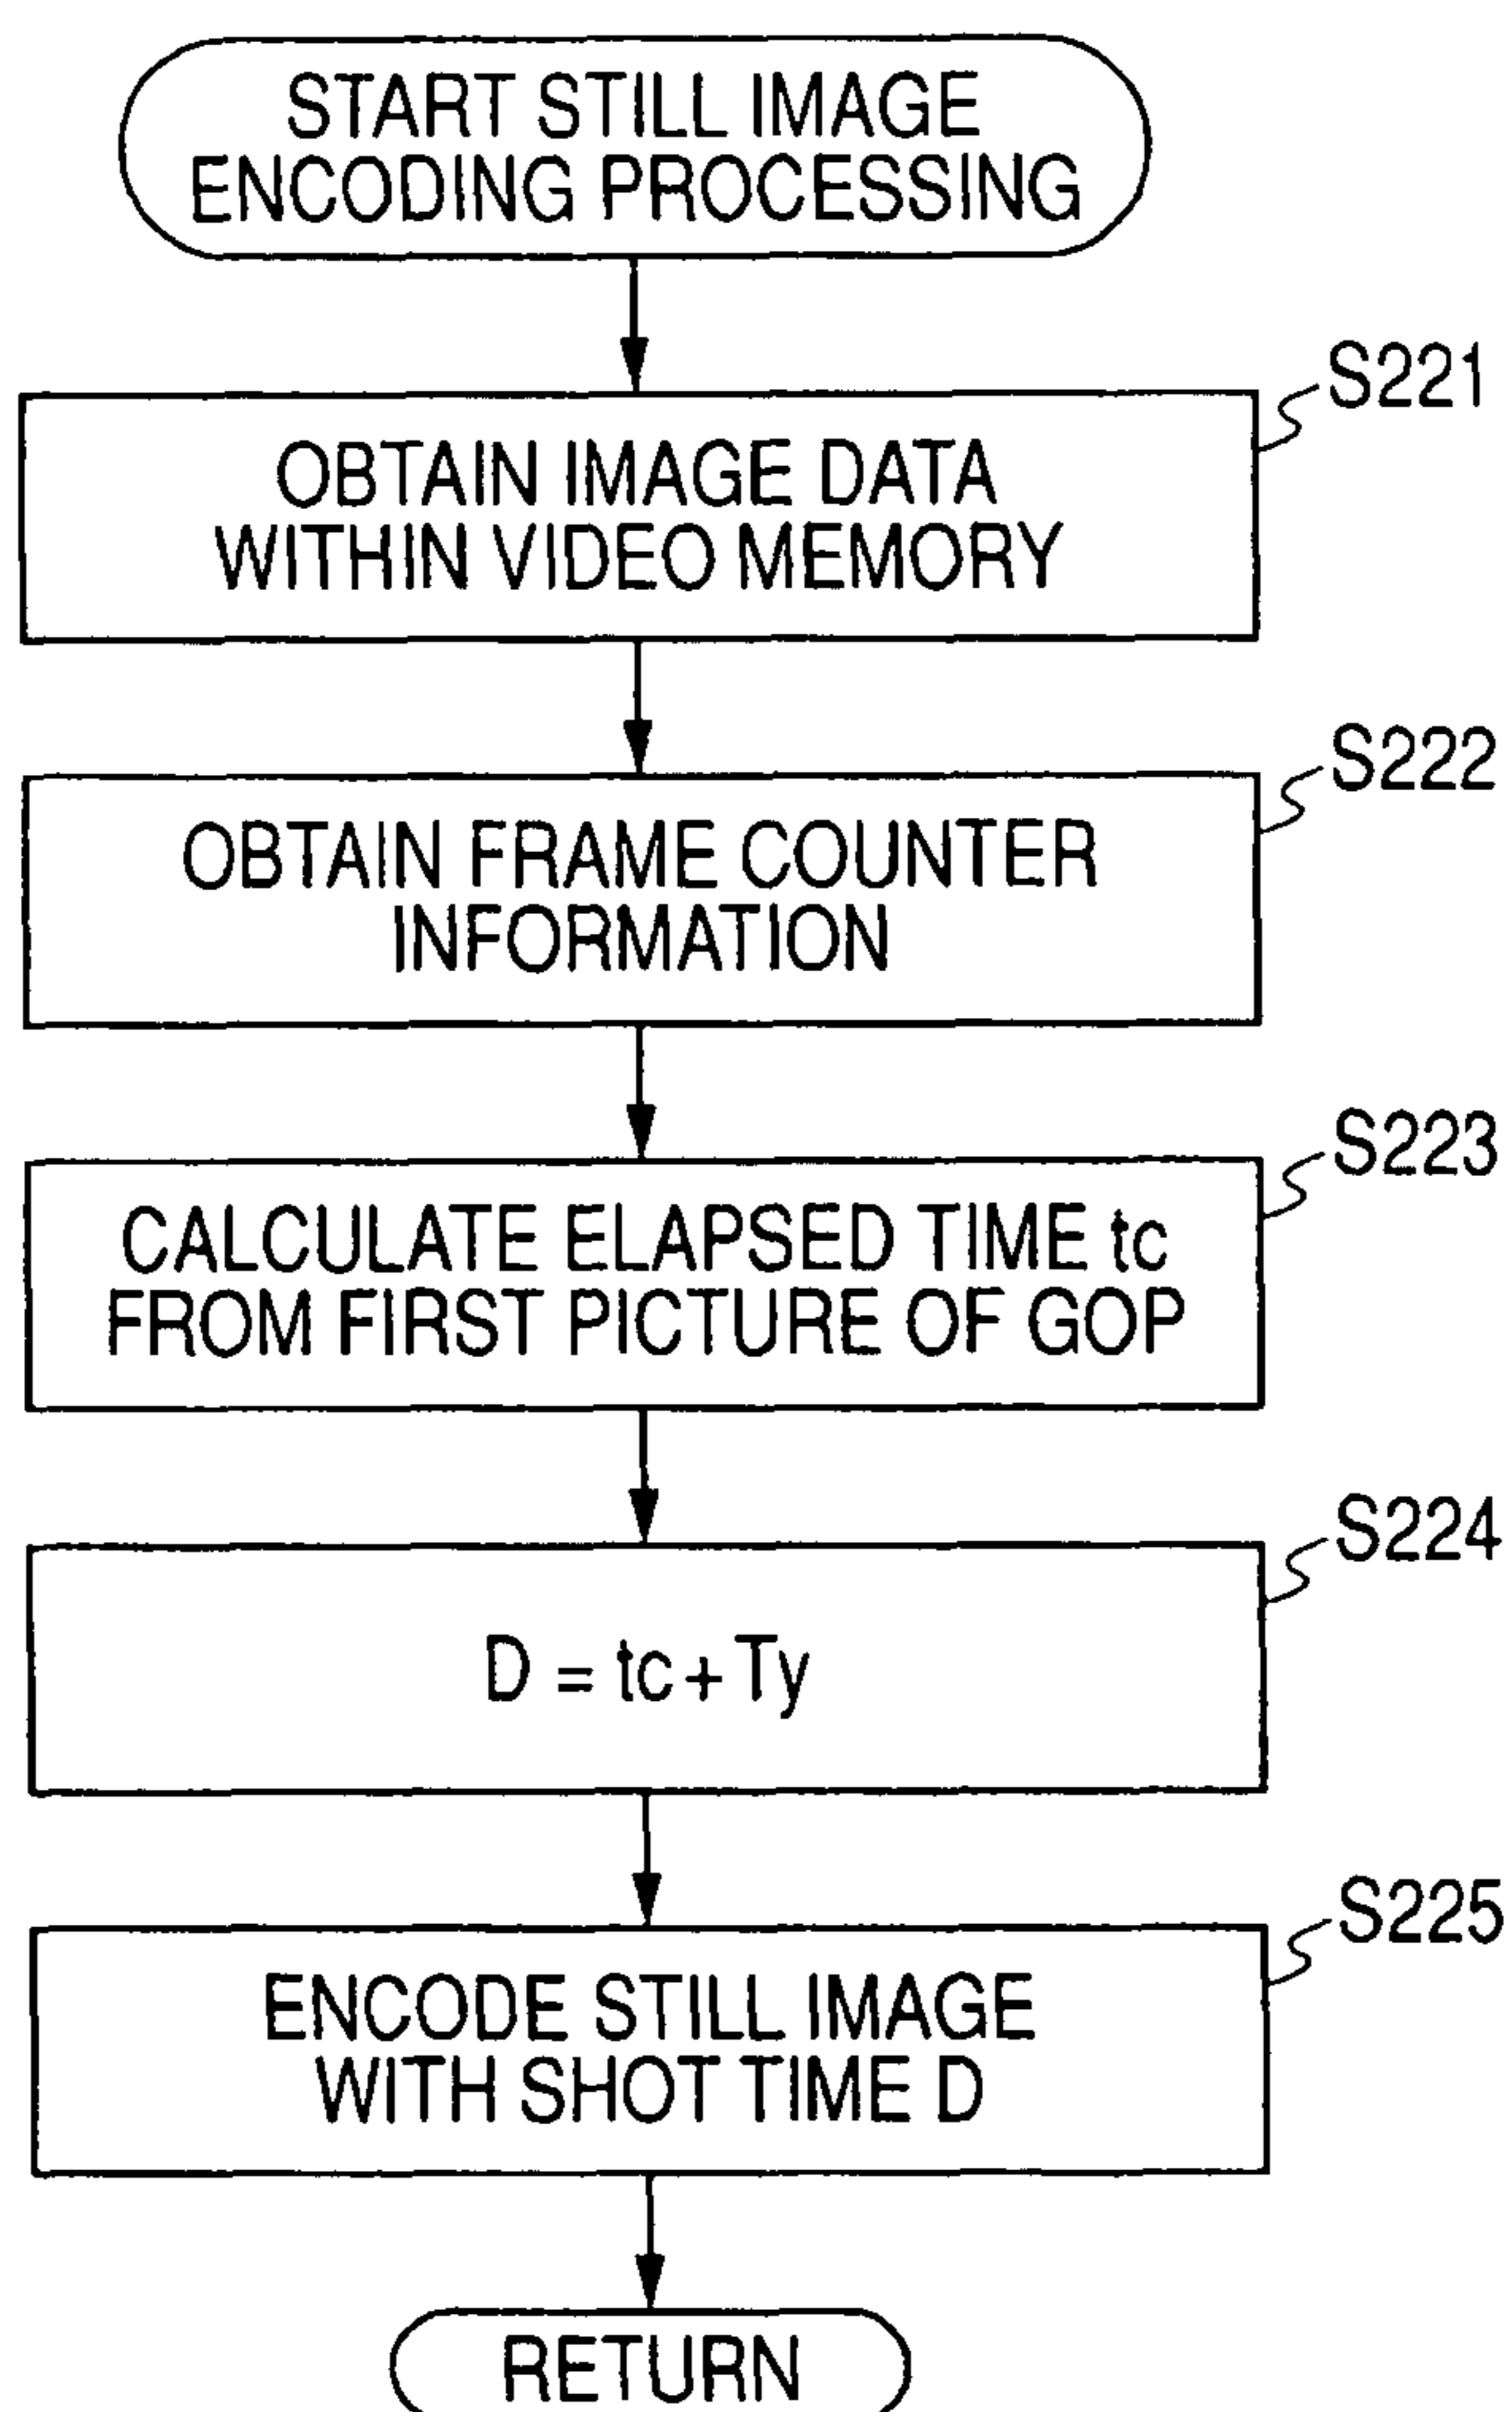 START STILL IMAGE
ENCODING PROCESSING
S221
OBTAIN IMAGE DATA
WITHIN VIDEO MEMORY
S222
OBTAIN FRAME COUNTER
INFORMATION
S223
CALCULATE ELAPSED TIME tc
FROM FIRST PICTURE OF GOP
S224
D = tc + Ty
S225
ENCODE STILL IMAGE
WITH SHOT TIME D
RETURN